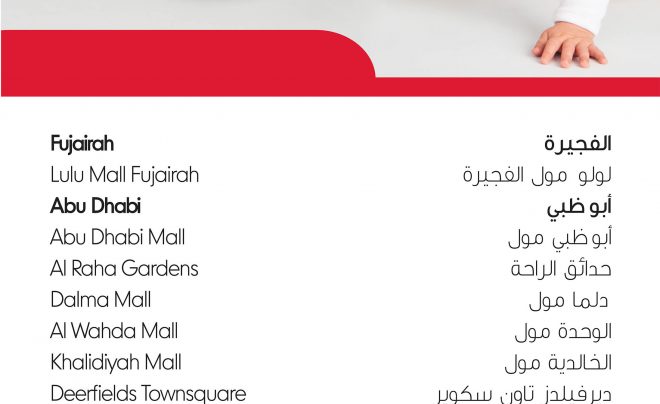 Fujairah الفجيرة
Lulu Mall Fujairah لولو مول الفجيرة
Abu Dhabi أبو ظبي
Abu Dhabi Mall أبو ظبي مول
Al Raha Gardens حدائق الراحة
Dalma Mall دلما مول
Al Wahda Mall الوحدة مول
Khalidiyah Mall الخالدية مول
Deerfields Townsquare ديرفيلدز تاون سكوير